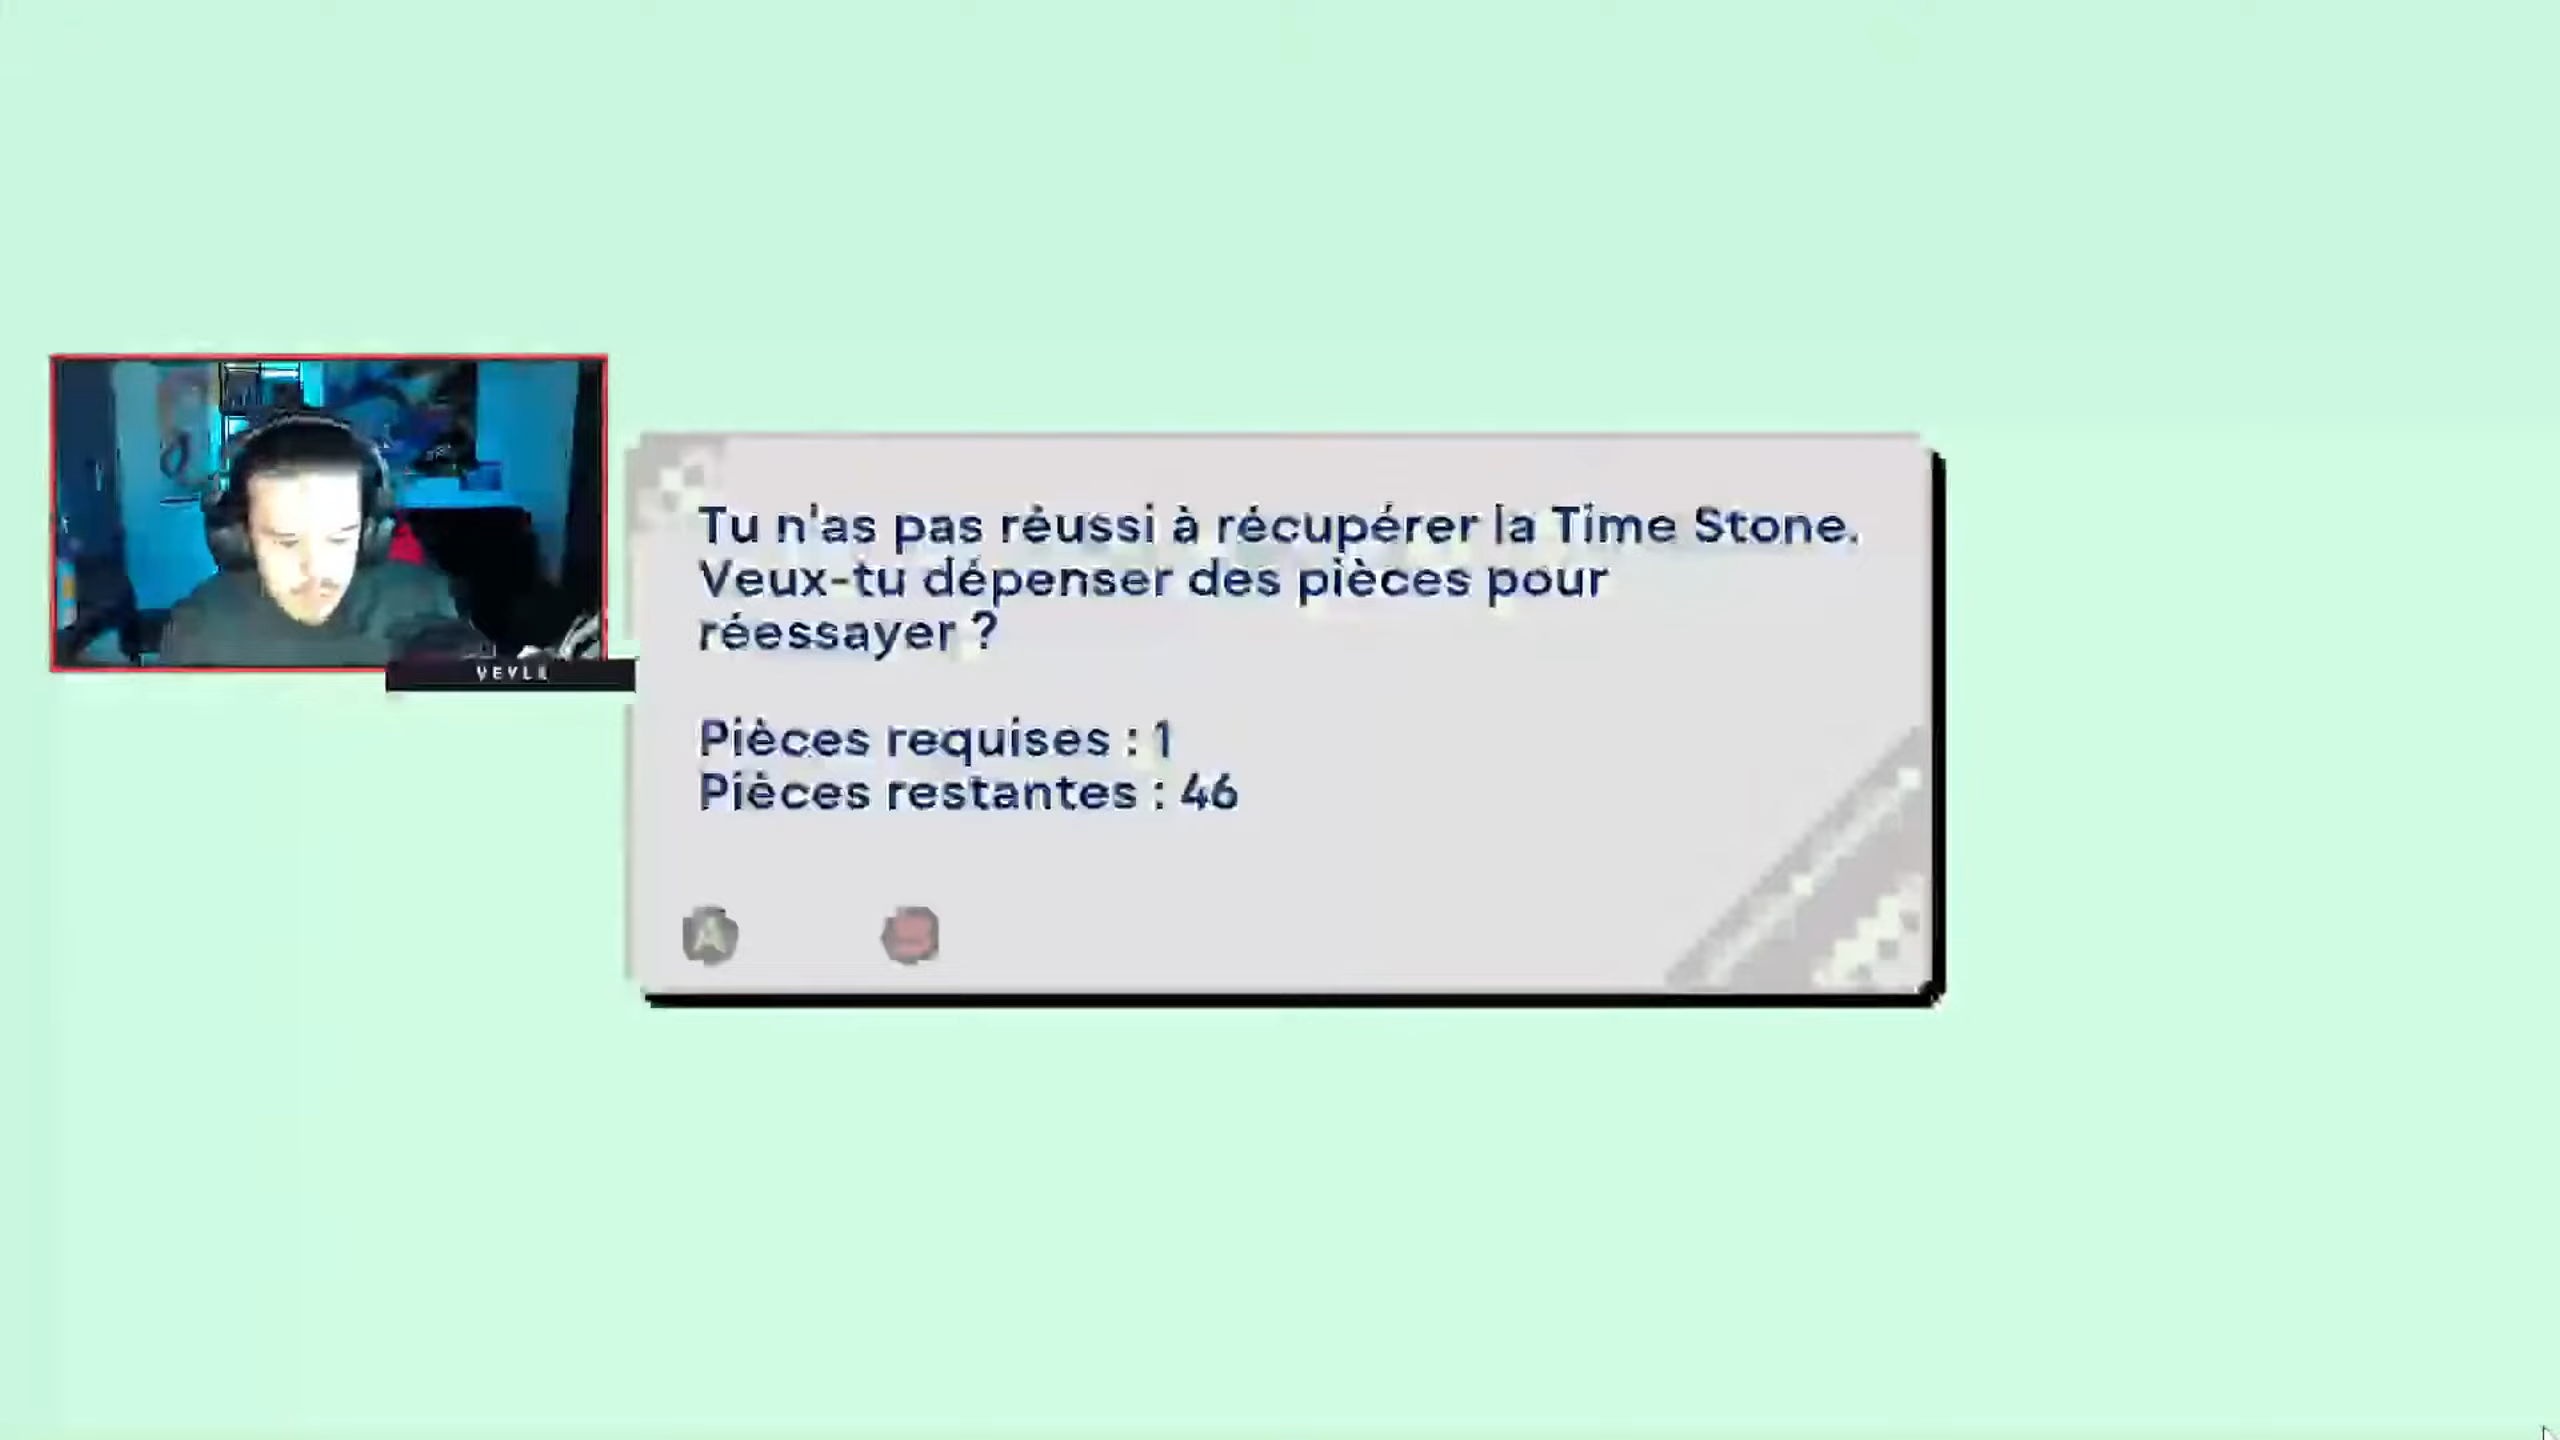 Tu n'as pas réussi à récupérer la Time Stone.
Veux-tu dépenser des pièces pour
réessayer ?
Pièces requises : 1
Pièces restantes : 46
A
B